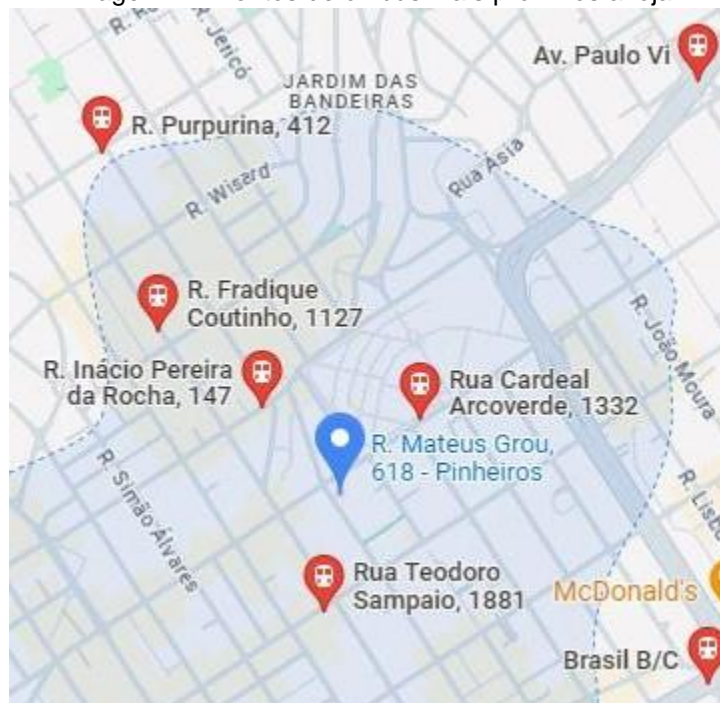 R. Jericó
JARDIM DAS
BANDEIRAS
Av. Paulo Vi
R. Purpurina, 412
R. Wisard
Rua Ásia
R. Fradique
Coutinho, 1127
R. João Moura
R. Inácio Pereira
da Rocha, 147
Rua Cardeal
Arcoverde, 1332
R. Mateus Grou,
618 - Pinheiros
R. Simão Álvares
Rua Teodoro
Sampaio, 1881
McDonald's
Brasil B/C